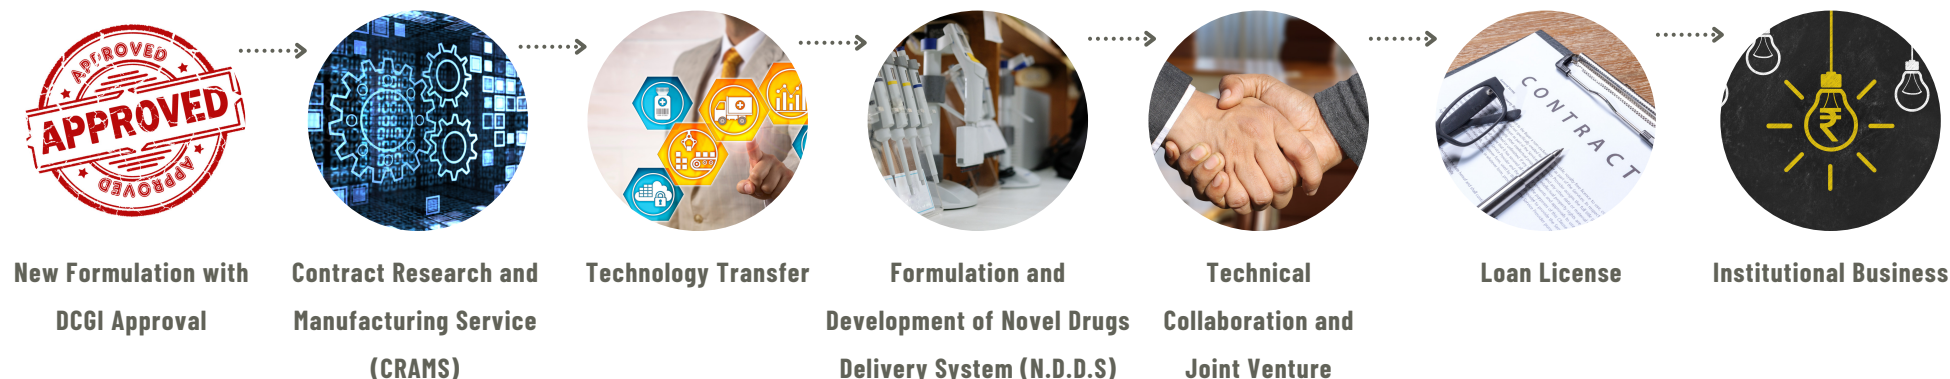 APPROVED
APPROVED
APPROVED
CONTRACT
₹
New Formulation with
DCGI Approval
Contract Research and
Manufacturing Service
(CRAMS)
Technology Transfer
Formulation and
Development of Novel Drugs
Delivery System (N.D.D.S)
Technical
Collaboration and
Joint Venture
Loan License
Institutional Business